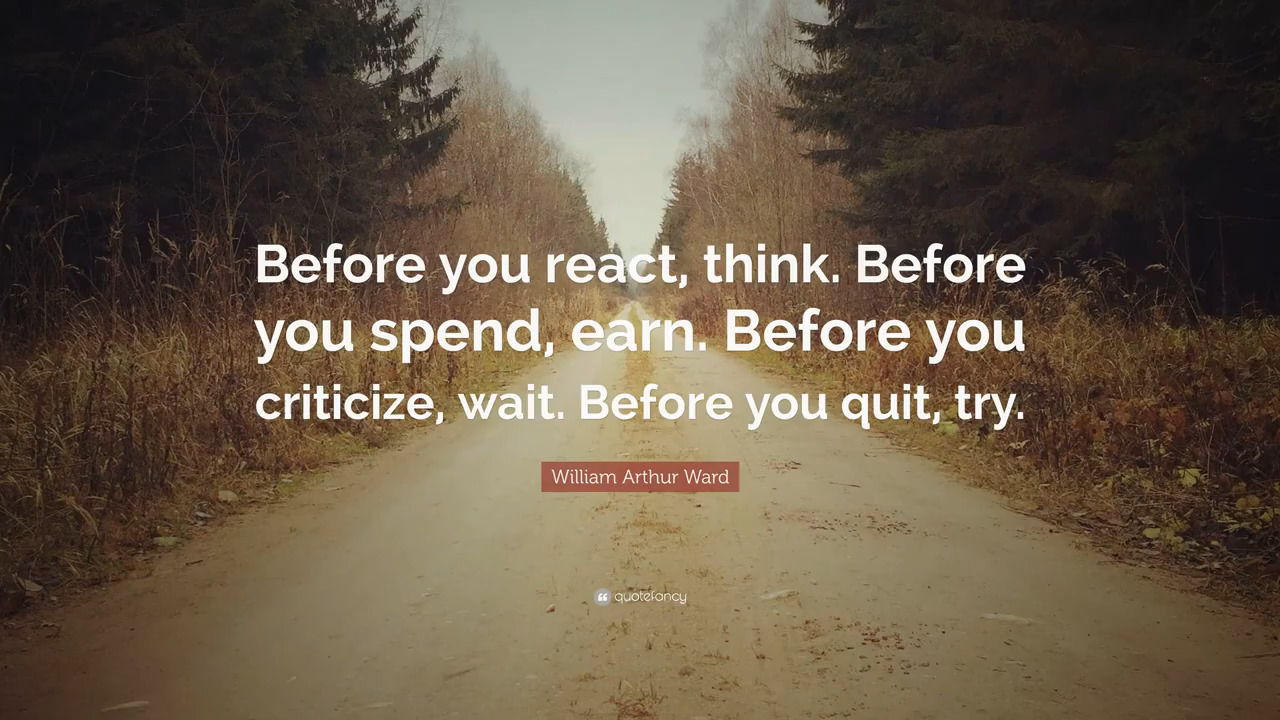 Before you react, think. Before
you spend, earn. Before you
criticize, wait. Before you quit, try.
William Arthur Ward
quotefancy